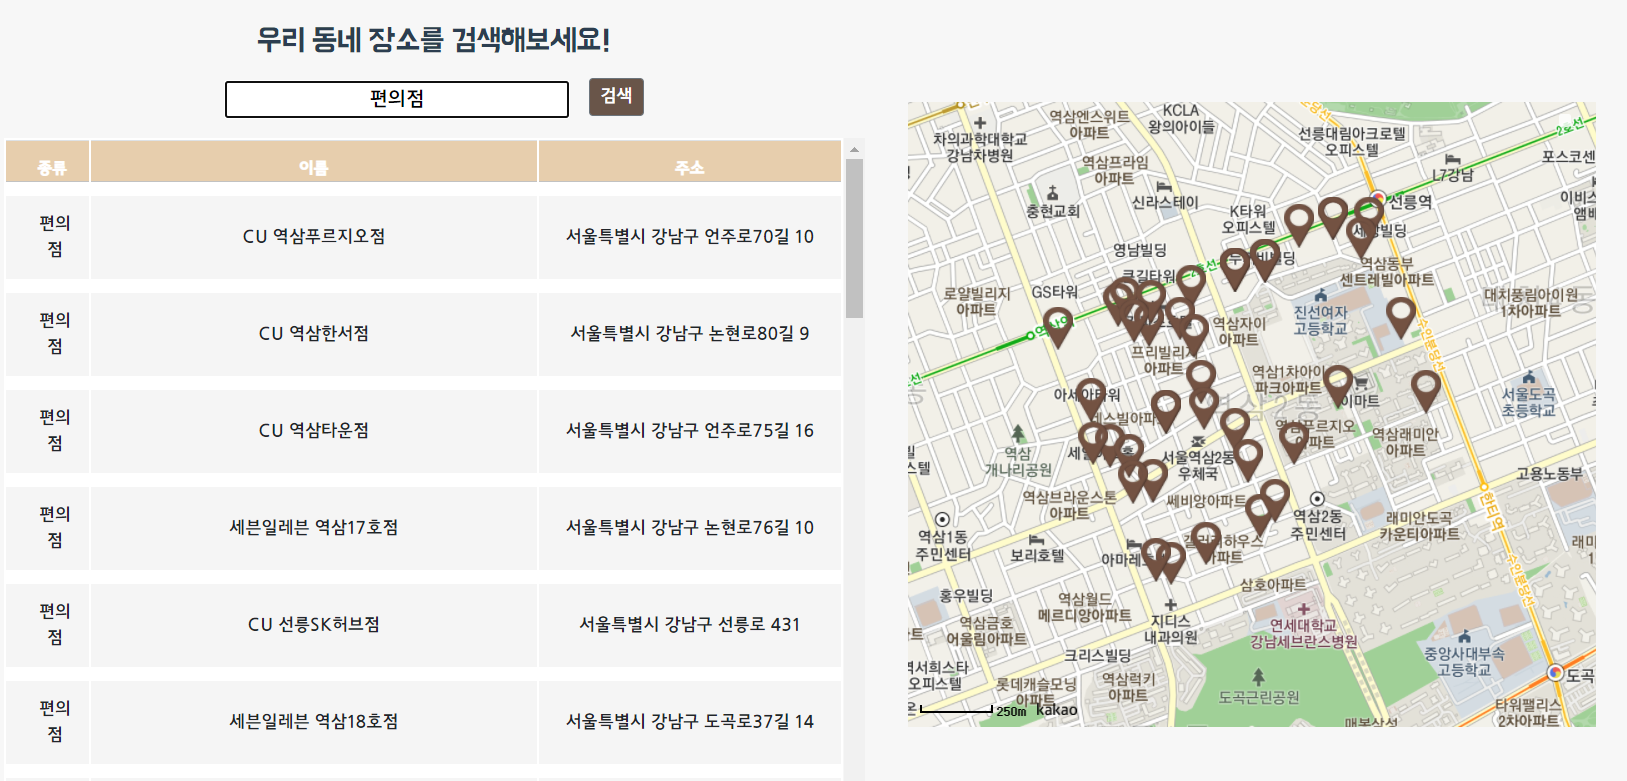 우리 동네 장소를 검색해보세요!
편의점
검색
종류 이름 주소
편의
점
CU 역삼푸르지오점
서울특별시 강남구 언주로70길 10
편의
점
CU 역삼한서점
서울특별시 강남구 논현로80길 9
편의
점
CU 역삼타운점
서울특별시 강남구 언주로75길 16
편의
점
세븐일레븐 역삼17호점
서울특별시 강남구 논현로76길 10
편의
점
CU 선릉SK허브점
서울특별시 강남구 선릉로 431
편의
점
세븐일레븐 역삼18호점
서울특별시 강남구 도곡로37길 14
차의과학대학교
강남차병원
역삼엔스위트
아파트
KCLA
왕의아이들
선릉대림아크로텔
오피스텔
2호선
포스코센
L7강남
역삼프라임
아파트
충현교회
신라스테이
K타워
오피스텔
선릉역
이비스
앰배
영남빌딩
2호선
역삼동부
센트레빌아파트
로얄빌리지
아파트
GS타워
진선여자
고등학교
대치풍림아이원
1차아파트
역삼자이
아파트
수인분당선
프리빌리지
아파트
역삼1차아이
파크아파트
이마트
서울도곡
초등학교
아세아타워
역삼푸르지오
아파트
역삼래미안
아파트
역삼
개나리공원
서울역삼2동
우체국
고용노동부
역삼브라운스톤
아파트
쌔비앙아파트
한티역
역삼1동
주민센터
보리호텔
역삼2동
주민센터
래미안도곡
카운티아파트
래미
수인분당선
삼호아파트
홍우빌딩
역삼월드
메르디앙아파트
지디스
내과의원
연세대학교
강남세브란스병원
역삼금호
어울림아파트
크리스빌딩
중앙사대부속
고등학교
역서희스타
오피스텔
롯데캐슬모닝
아파트
역삼럭키
아파트
도곡근린공원
도곡
타워팰리스
2차아파트
매봉삼성
250m
kakao